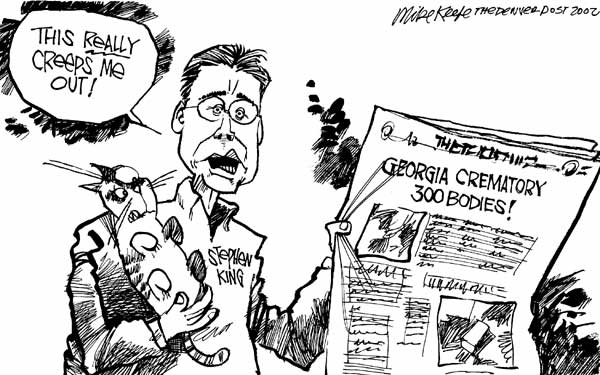 Mike Keefe THE DENVER POST 2002
THIS REALLY
CREEPS ME
OUT!
STEPHEN
KING
GEORGIA CREMATORY
300 BODIES!